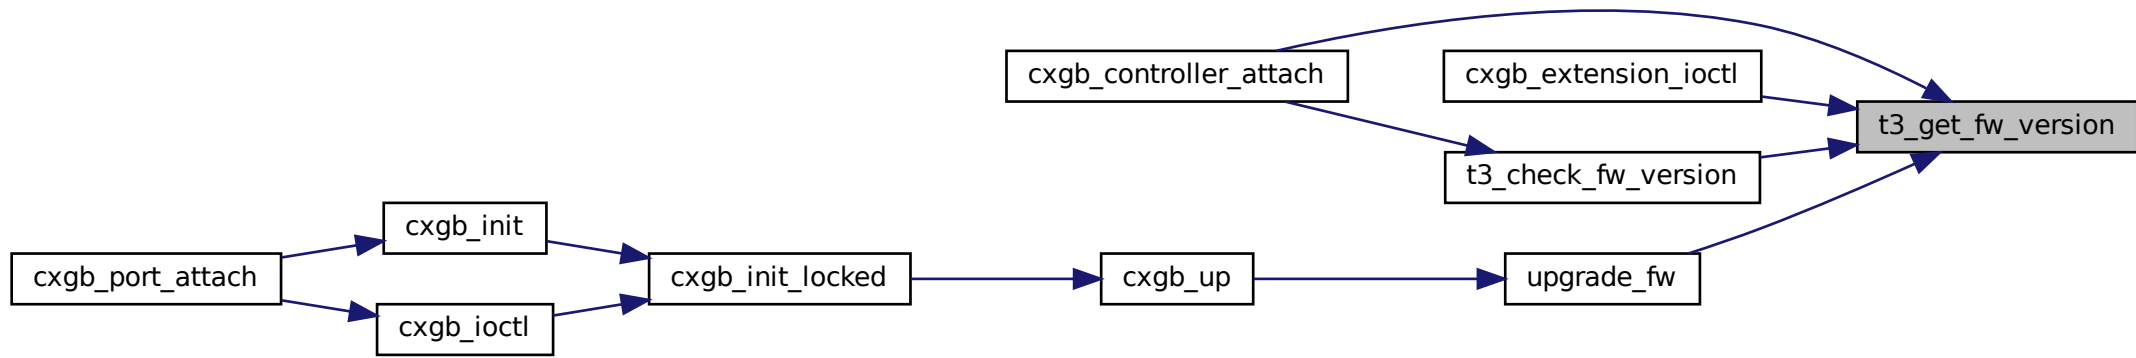 cxgb_controller_attach
cxgb_extension_ioctl
t3_get_fw_version
t3_check_fw_version
cxgb_init
cxgb_port_attach
cxgb_init_locked
cxgb_up
upgrade_fw
cxgb_ioctl